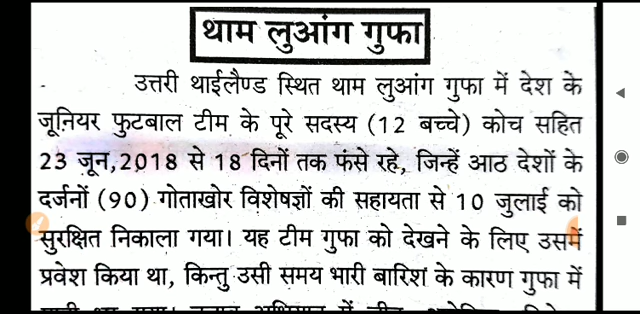 थाम लुआंग गुफा
उत्तरी थाईलैण्ड स्थित थाम लुआंग गुफा में देश के
जूनियर फुटबाल टीम के पूरे सदस्य (12 बच्चे) कोच सहित
23 जून,2018 से 18 दिनों तक फंसे रहे, जिन्हें आठ देशों के
दर्जनों (90) गोताखोर विशेषज्ञों की सहायता से 10 जुलाई को
सुरक्षित निकाला गया। यह टीम गुफा को देखने के लिए उसमें
प्रवेश किया था, किन्तु उसी समय भारी बारिश के कारण गुफा में